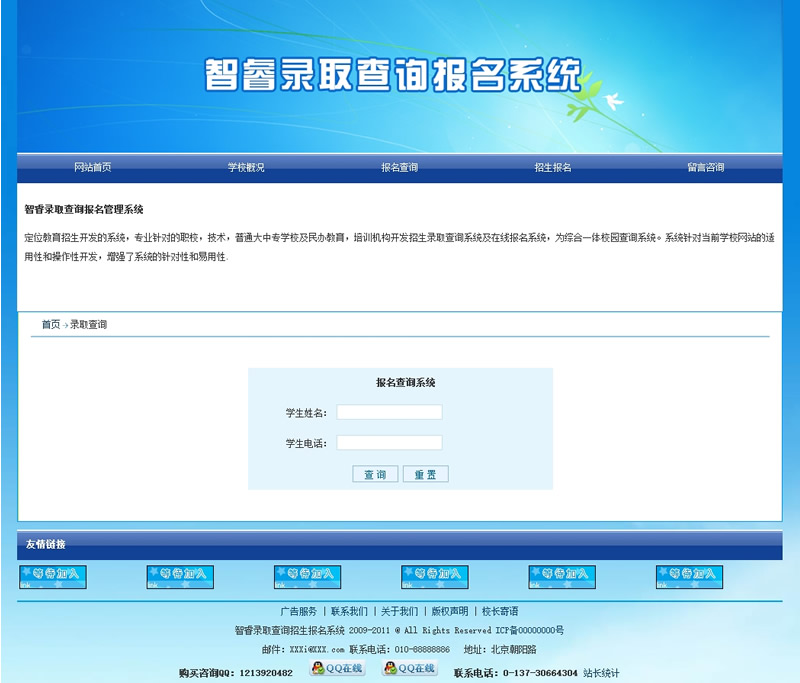 智睿录取查询报名系统
网站首页 学校概况 报名查询 招生报名 留言咨询
智睿录取查询报名管理系统
定位教育招生开发的系统，专业针对的职校，技术，普通大中专学校及民办教育，培训机构开发招生录取查询系统及在线报名系统，为综合一体校园查询系统。系统针对当前学校网站的适
用性和操作性开发，增强了系统的针对性和易用性.
首页 → 录取查询
报名查询系统
学生姓名：
学生电话：
查 询 重 置
友情链接
等待加入 等待加入 等待加入 等待加入 等待加入 等待加入
link link link link link link
广告服务 | 联系我们 | 关于我们 | 版权声明 | 校长寄语
智睿录取查询招生报名系统 2009-2011 @ All Rights Reserved ICP备00000000号
邮件：XXXi@XXX.com 联系电话：010-88888886 地址：北京朝阳路
购买咨询QQ：1213920482 QQ在线 QQ在线 联系电话：0-137-30664304 站长统计